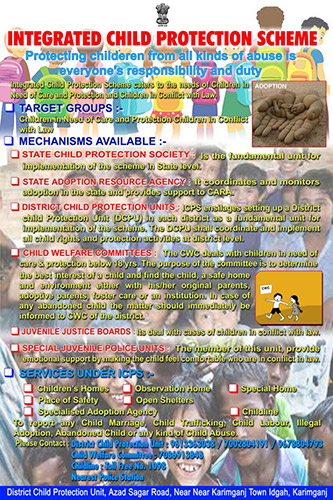 INTEGRATED CHILD PROTECTION SCHEME
Protecting childeren from all kinds of abuse is
everyone's responsibility and duty
Integrated Child Protection Scheme caters to the needs of Children in
Need of Care and Protection and Children in Conflict with Law.
ADOPTION
TARGET GROUPS :-
Children in Need of Care and Protection Children in Conflict
with Law
MECHANISMS AVAILABLE :-
STATE CHILD PROTECTION SOCIETY : Is the fundamental unit for
implementation of the scheme in State level.
STATE ADOPTION RESOURCE AGENCY : It coordinates and monitors
adoption in the state and provides support to CARA.
DISTRICT CHILD PROTECTION UNITS : ICPS ensilages setting up a District
child Protection Unit (DCPU) in each district as a fundamental unit for
implementation of the scheme. The DCPU shall coordinate and implement
all child rights and protection activities at district level.
CHILD WELFARE COMMITTEES : The CWC deals with children in need of
care & protection below 18 yrs. The purpose of the committee is to determine
the best interest of a child and find the child, a safe home
and environment either with his/her original parents,
adoptive parents, foster care or an institution. In case of
any abandoned child the matter should immediately be
informed to CWC of the district.
CWC
JUVENILE JUSTICE BOARDS : Its deal with cases of children in conflict with law.
SPECIAL JUVENILE POLICE UNITS : The member of this unit, provide
emotional support by making the child feel comfortable who are in conflict in law.
SERVICES UNDER ICPS :-
Children's Homes Observation Home Special Home
Place of Safety Open Shelters
Specialised Adoption Agency Childline
To report any Child Marriage, Child Trafficking, Child Labour, Illegal
Adoption, Abandoned Child or any kind of Child Abuse
Please Contact: District Child Protection Unit :
Child Welfare Committee :
Childline : Toll Free No. 1098
Nearest Police Station
District Child Protection Unit, Azad Sagar Road, Near Near Karimganj Town Idgah, Karimganj